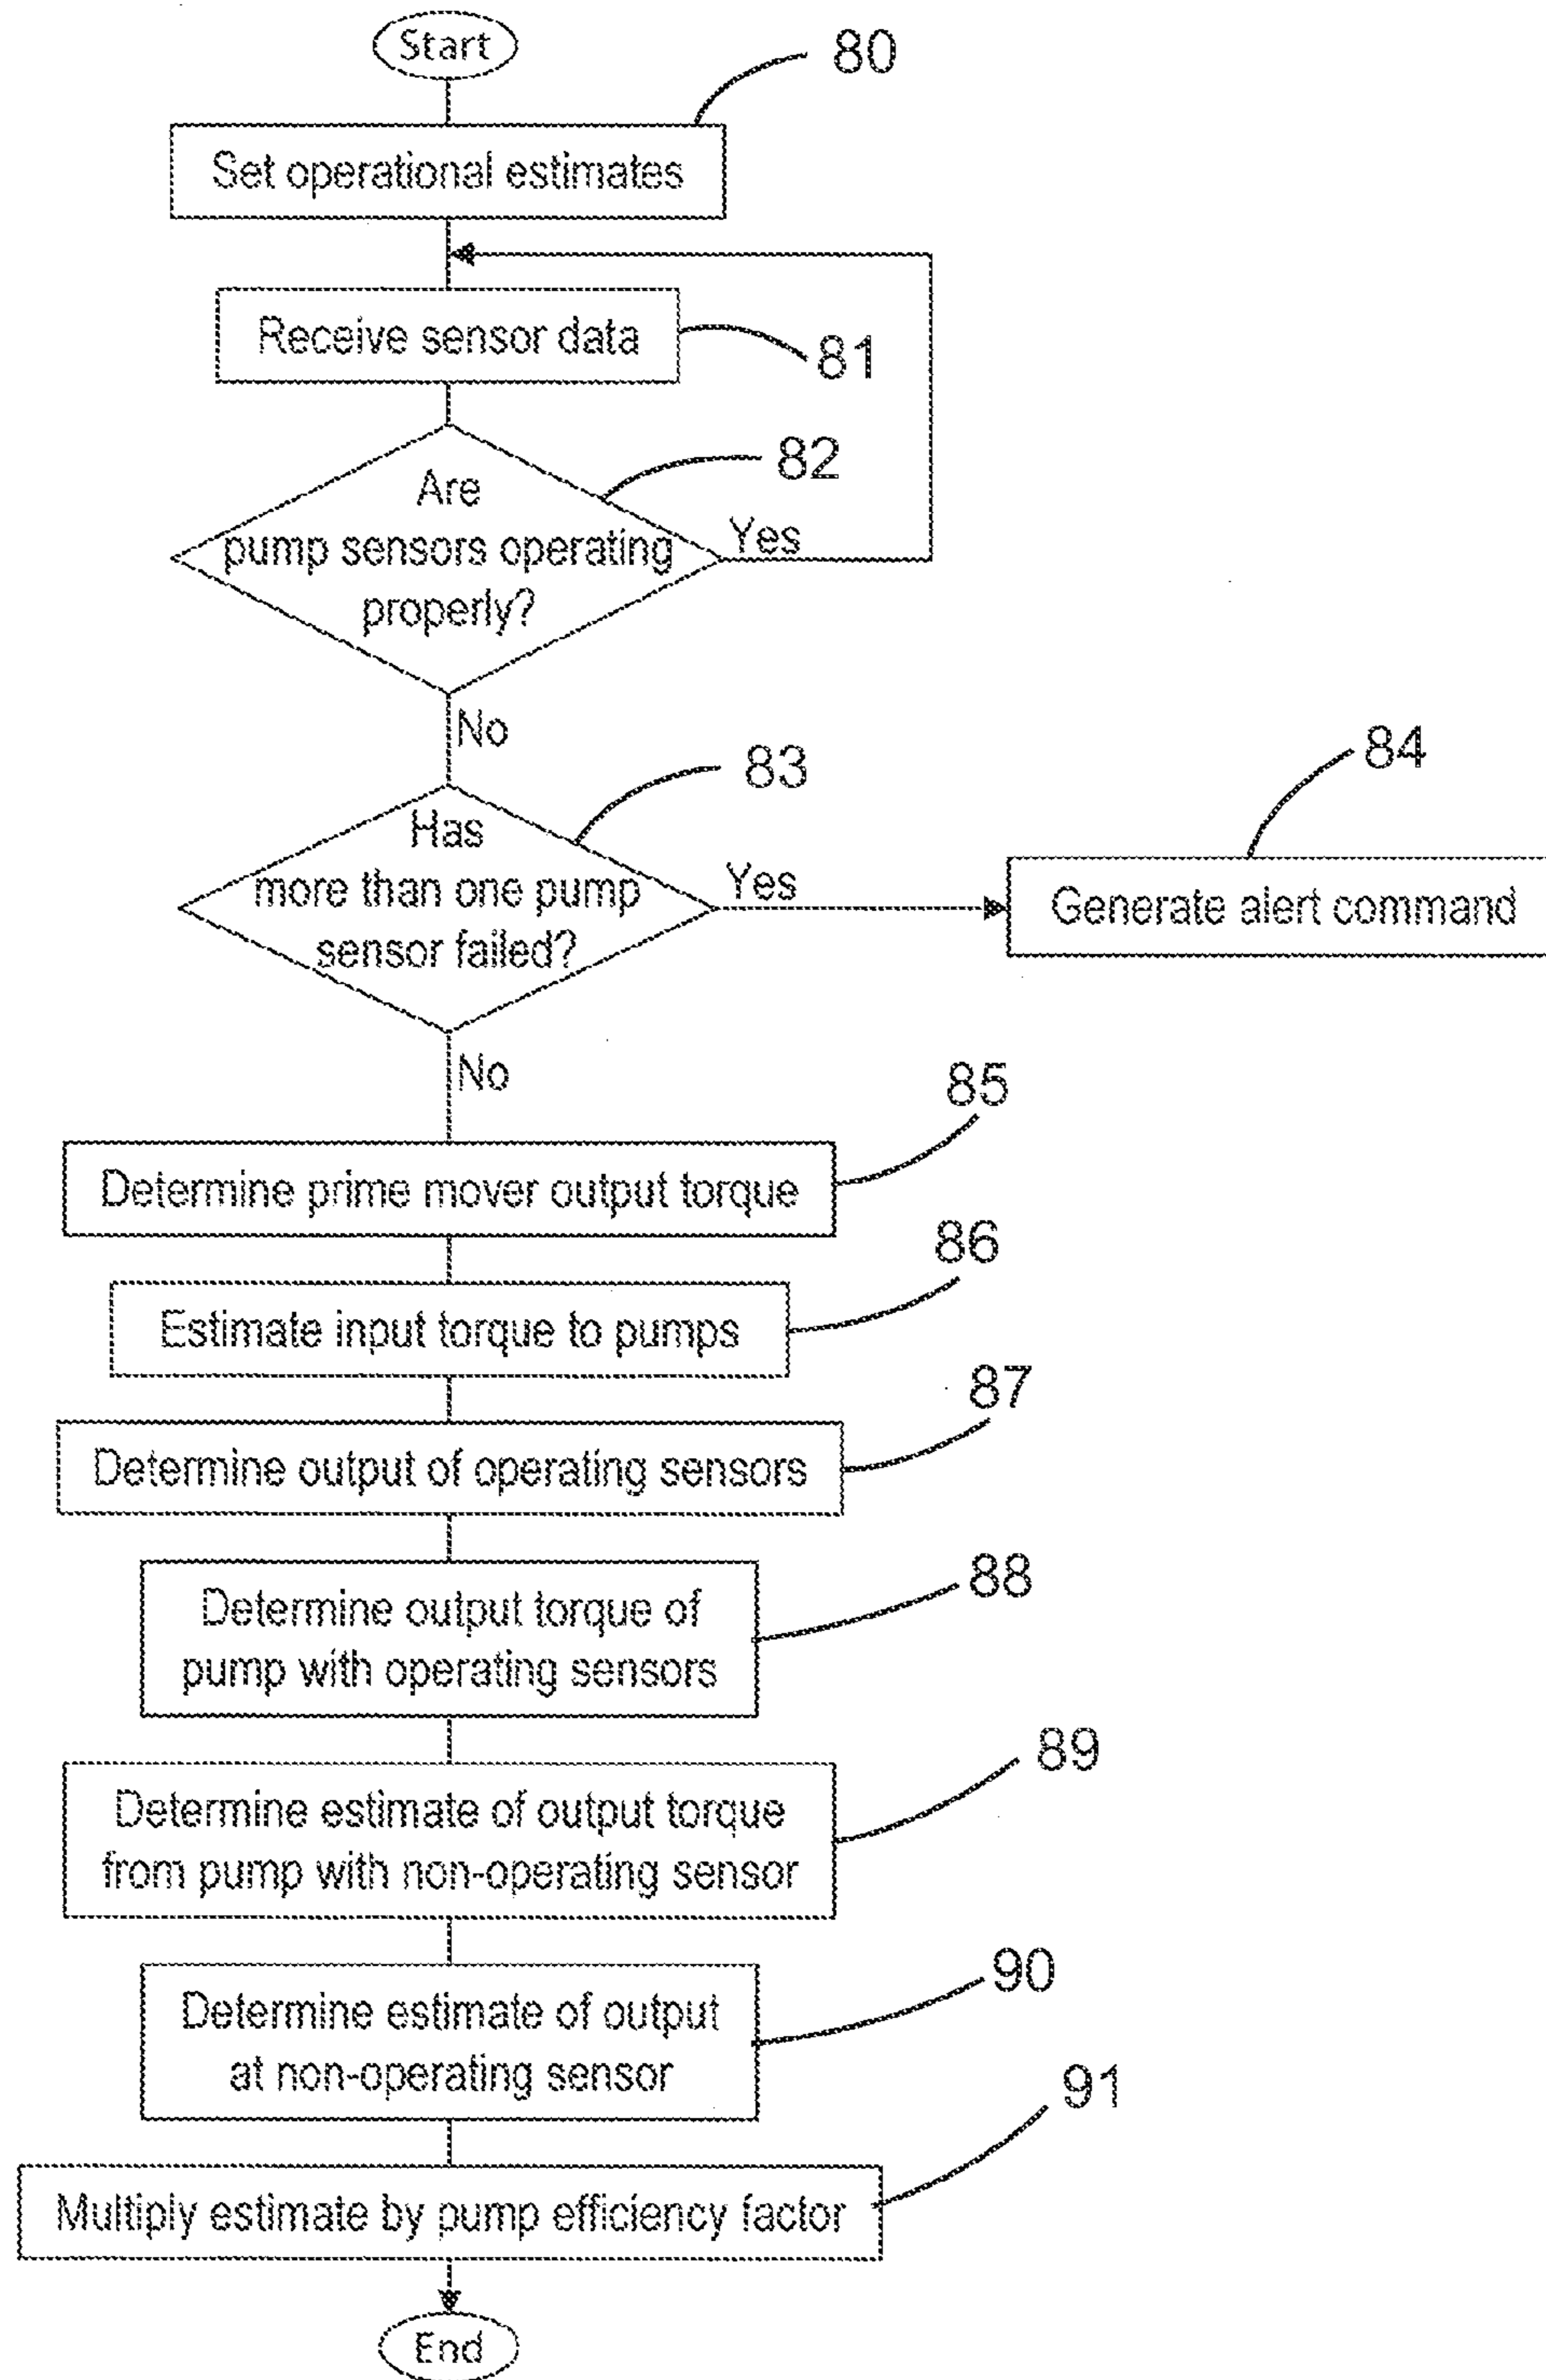 Start
80
Set operational estimates
Receive sensor data
81
82
Are
pump sensors operating
properly?
Yes
No
83
Has
more than one pump
sensor failed?
Yes
84
Generate alert command
No
85
Determine prime mover output torque
86
Estimate input torque to pumps
87
Determine output of operating sensors
88
Determine output torque of
pump with operating sensors
89
Determine estimate of output torque
from pump with non-operating sensor
90
Determine estimate of output
at non-operating sensor
91
Multiply estimate by pump efficiency factor
End